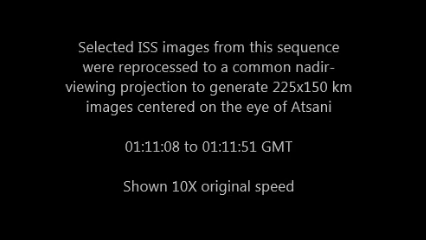 Selected ISS images from this sequence
were reprocessed to a common nadir-
viewing projection to generate 225x150 km
images centered on the eye of Atsani
01:11:08 to 01:11:51 GMT
Shown 10X original speed